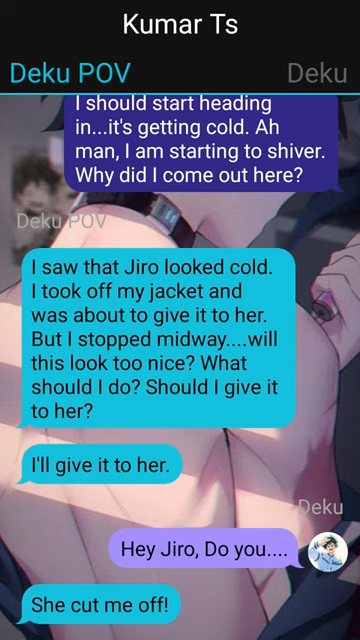 Kumar Ts
Deku POV
Deku
I should start heading
in...it's getting cold. Ah
man, I am starting to shiver.
Why did I come out here?
Deku POV
I saw that Jiro looked cold.
I took off my jacket and
was about to give it to her.
But I stopped midway....will
this look too nice? What
should I do? Should I give it
to her?
I'll give it to her.
Deku
Hey Jiro, Do you....
She cut me off!